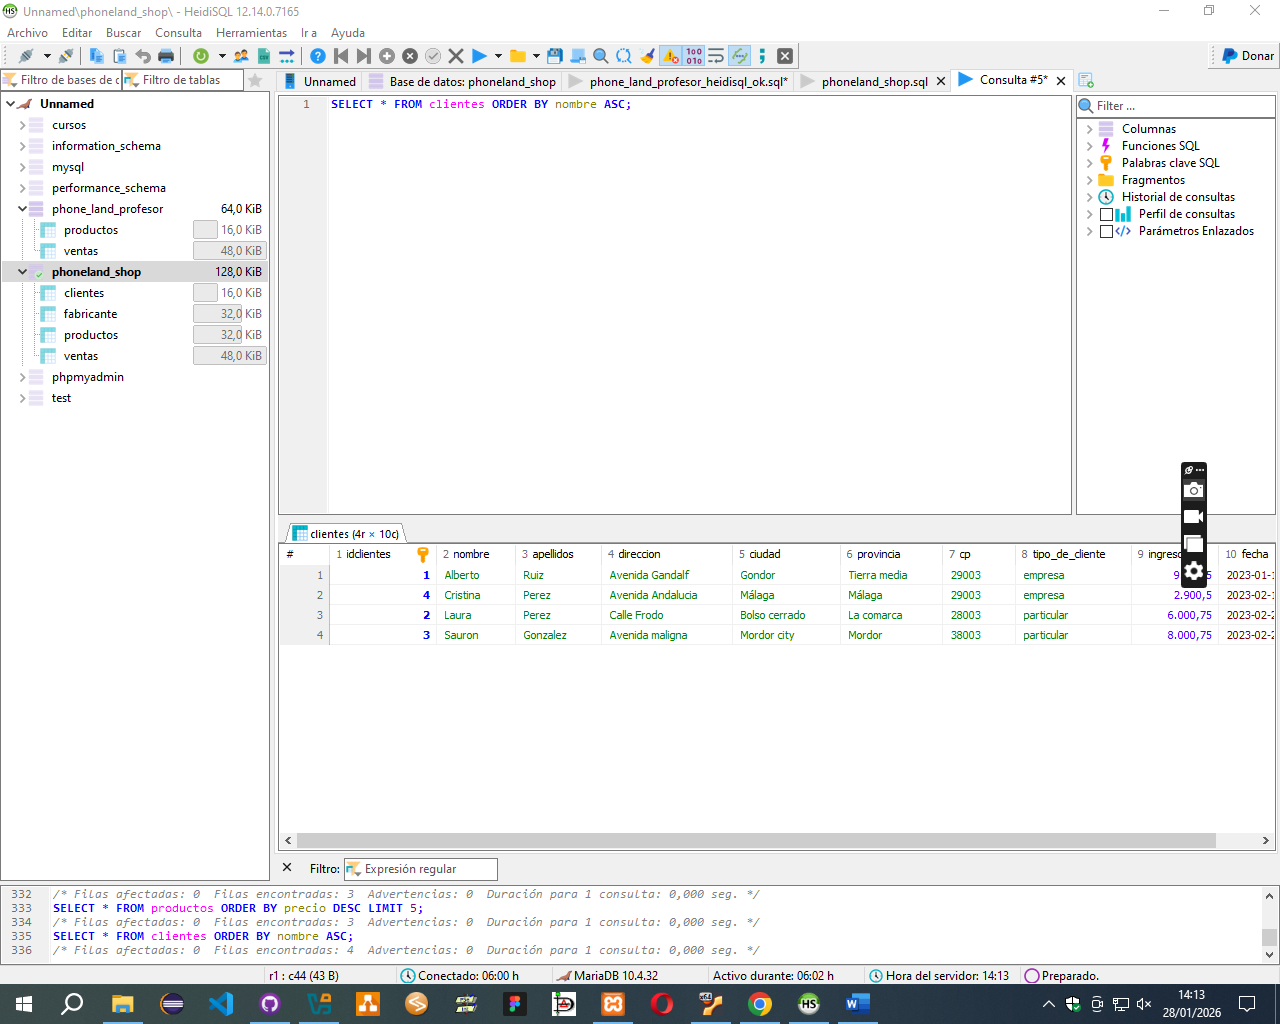 Unnamed\phoneland_shop\ - HeidiSQL 12.14.0.7165
Archivo Editar Buscar Consulta Herramientas Ir a Ayuda
Donar
Filtro de bases de d Filtro de tablas
Unnamed Base de datos: phoneland_shop phone_land_profesor_heidisql_ok.sql* phoneland_shop.sql Consulta #5*
Unnamed
cursos
information_schema
mysql
performance_schema
phone_land_profesor 64,0 KiB
productos 16,0 KiB
ventas 48,0 KiB
phoneland_shop 128,0 KiB
clientes 16,0 KiB
fabricante 32,0 KiB
productos 32,0 KiB
ventas 48,0 KiB
phpmyadmin
test
1 SELECT * FROM clientes ORDER BY nombre ASC;
Filter ...
Columnas
Funciones SQL
Palabras clave SQL
Fragmentos
Historial de consultas
Perfil de consultas
Parámetros Enlazados
clientes (4r × 10c)
# 1 idclientes 2 nombre 3 apellidos 4 direccion 5 ciudad 6 provincia 7 cp 8 tipo_de_cliente 9 10 fecha
1 1 Alberto Ruiz Avenida Gandalf Gondor Tierra media 29003 empresa 2023-01-
2 4 Cristina Perez Avenida Andalucia Málaga Málaga 29003 empresa 2.900,5 2023-02-
3 2 Laura Perez Calle Frodo Bolso cerrado La comarca 28003 particular 6.000,75 2023-02-2
4 3 Sauron Gonzalez Avenida maligna Mordor city Mordor 38003 particular 8.000,75 2023-02-2
Filtro: Expresión regular
332 /* Filas afectadas: 0 Filas encontradas: 3 Advertencias: 0 Duración para 1 consulta: 0,000 seg. */
333 SELECT * FROM productos ORDER BY precio DESC LIMIT 5;
334 /* Filas afectadas: 0 Filas encontradas: 3 Advertencias: 0 Duración para 1 consulta: 0,000 seg. */
335 SELECT * FROM clientes ORDER BY nombre ASC;
336 /* Filas afectadas: 0 Filas encontradas: 4 Advertencias: 0 Duración para 1 consulta: 0,000 seg. */
r1 : c44 (43 B) Conectado: 06:00 h MariaDB 10.4.32 Activo durante: 06:02 h Hora del servidor: 14:13 Preparado.
14:13
28/01/2026